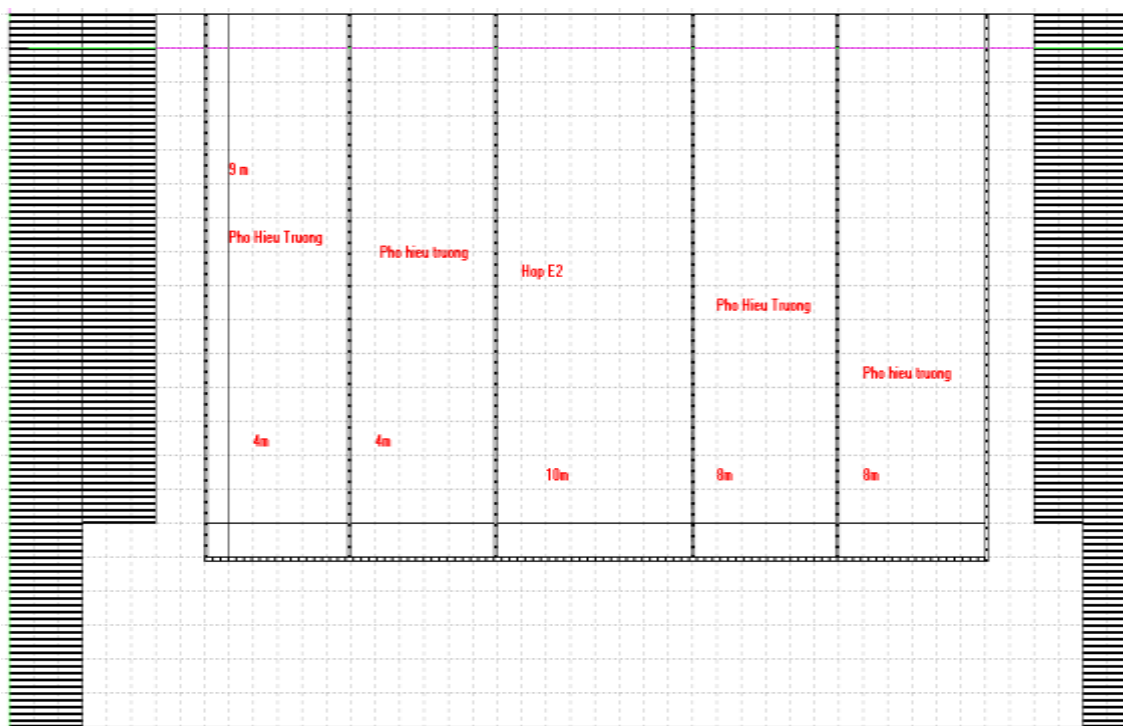 9 m
Pho Hieu Truong
Pho hieu truong
Hop E2
Pho Hieu Truong
Pho hieu truong
4m
4m
10m
8m
8m